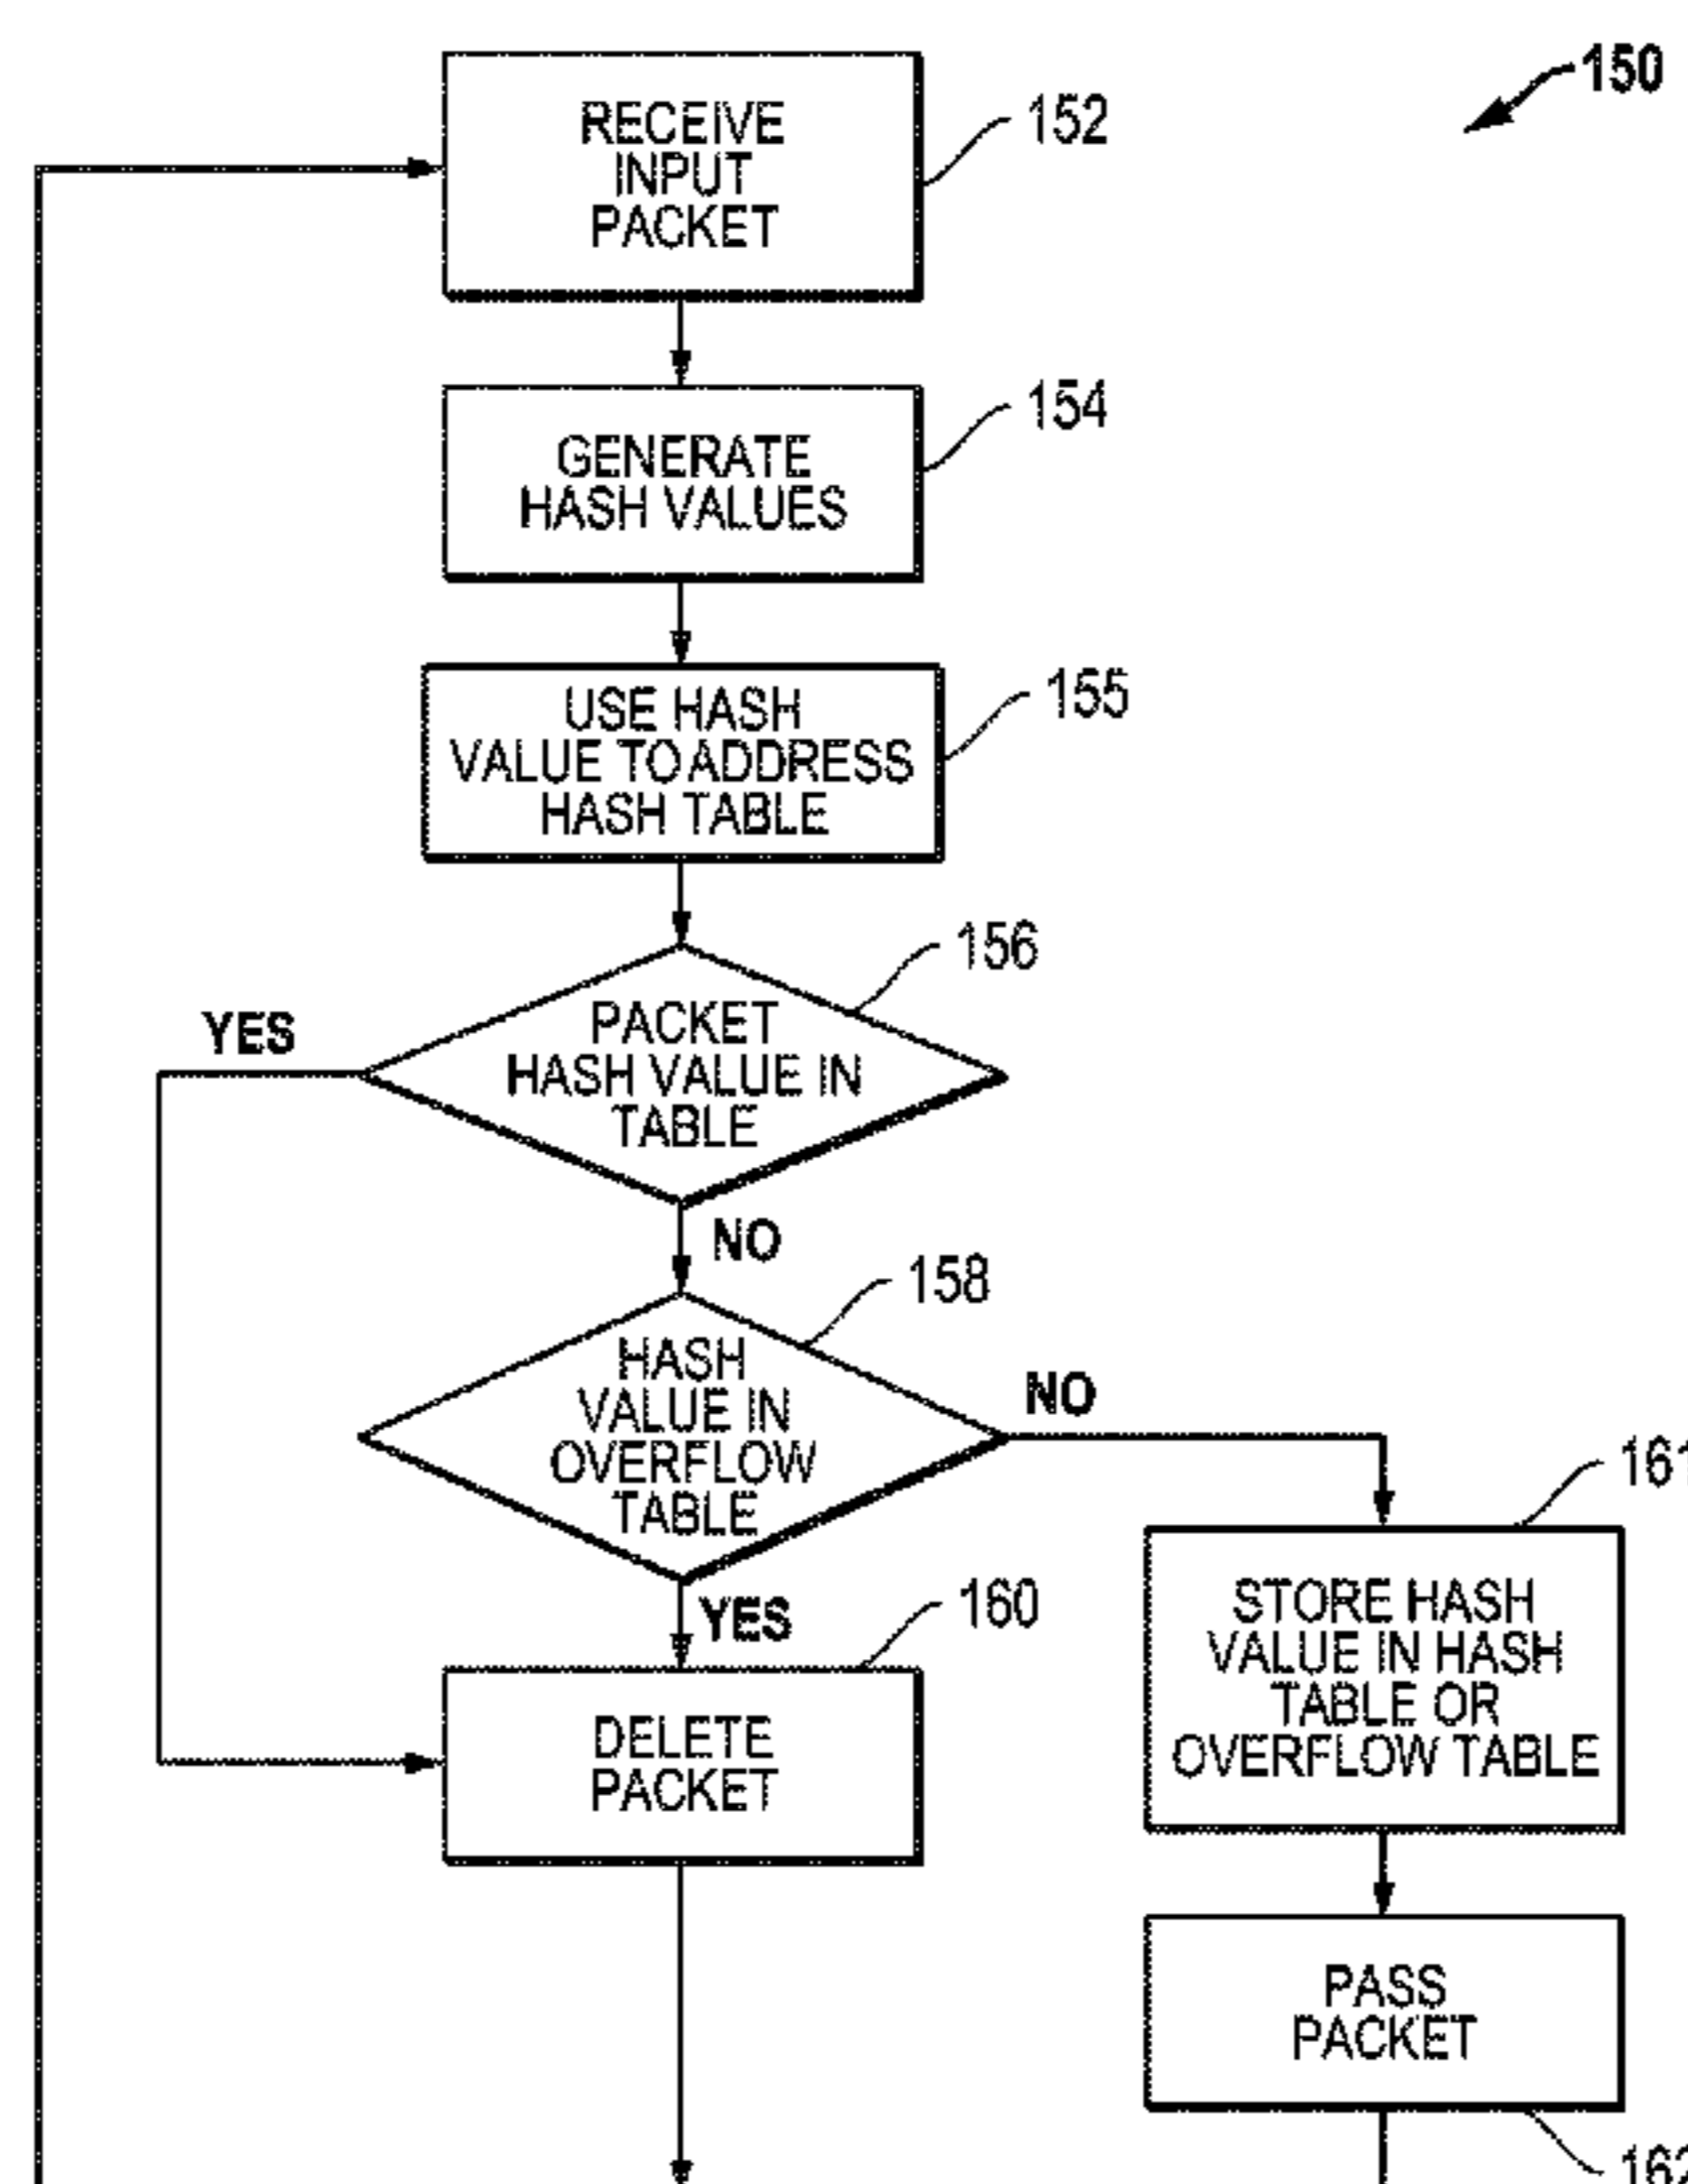 150
RECEIVE
INPUT
PACKET
152
GENERATE
HASH VALUES
154
USE HASH
VALUE TO ADDRESS
HASH TABLE
155
PACKET
HASH VALUE IN
TABLE
156
YES
NO
HASH
VALUE IN
OVERFLOW
TABLE
158
NO
YES
DELETE
PACKET
160
STORE HASH
VALUE IN HASH
TABLE OR
OVERFLOW TABLE
161
PASS
PACKET
162